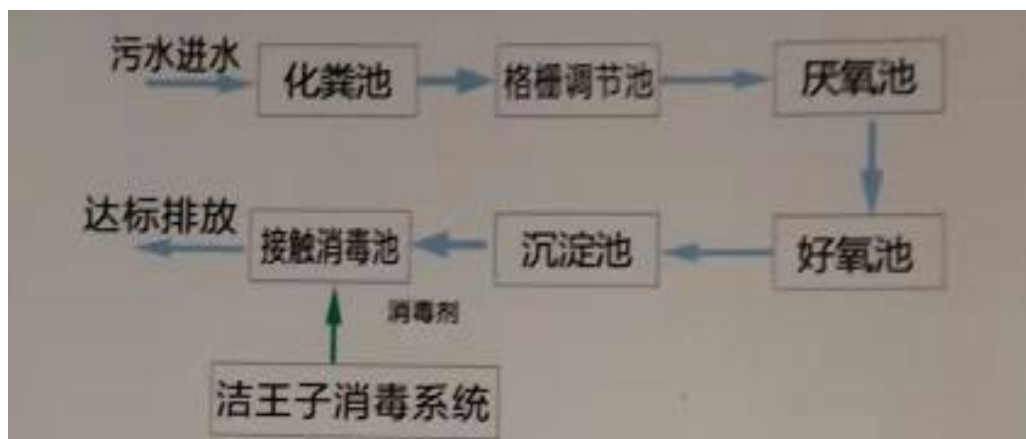 污水进水
化粪池
格栅调节池
厌氧池
好氧池
沉淀池
接触消毒池
达标排放
消毒剂
洁王子消毒系统